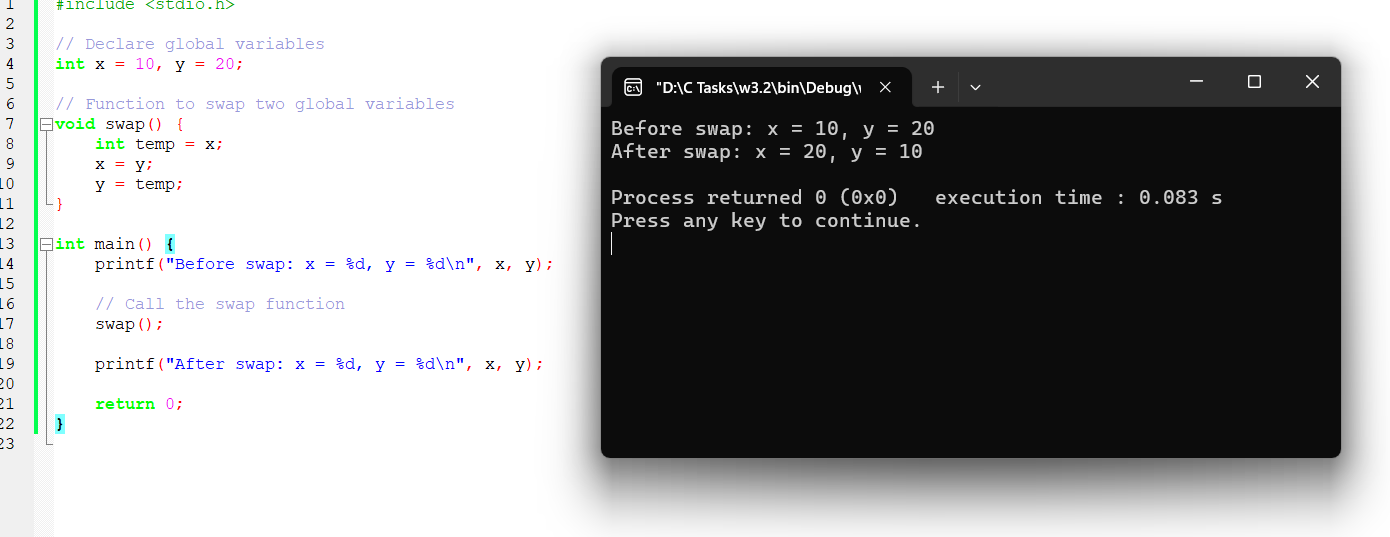 1 #include <stdio.h>
2
3 // Declare global variables
4 int x = 10, y = 20;
5
6 // Function to swap two global variables
7 void swap() {
8 int temp = x;
9 x = y;
10 y = temp;
11 }
12
13 int main() {
14 printf("Before swap: x = %d, y = %d\n", x, y);
15
16 // Call the swap function
17 swap();
18
19 printf("After swap: x = %d, y = %d\n", x, y);
20
21 return 0;
22 }
23
C:\ "D:\C Tasks\w3.2\bin\Debug\
Before swap: x = 10, y = 20
After swap: x = 20, y = 10
Process returned 0 (0x0) execution time : 0.083 s
Press any key to continue.